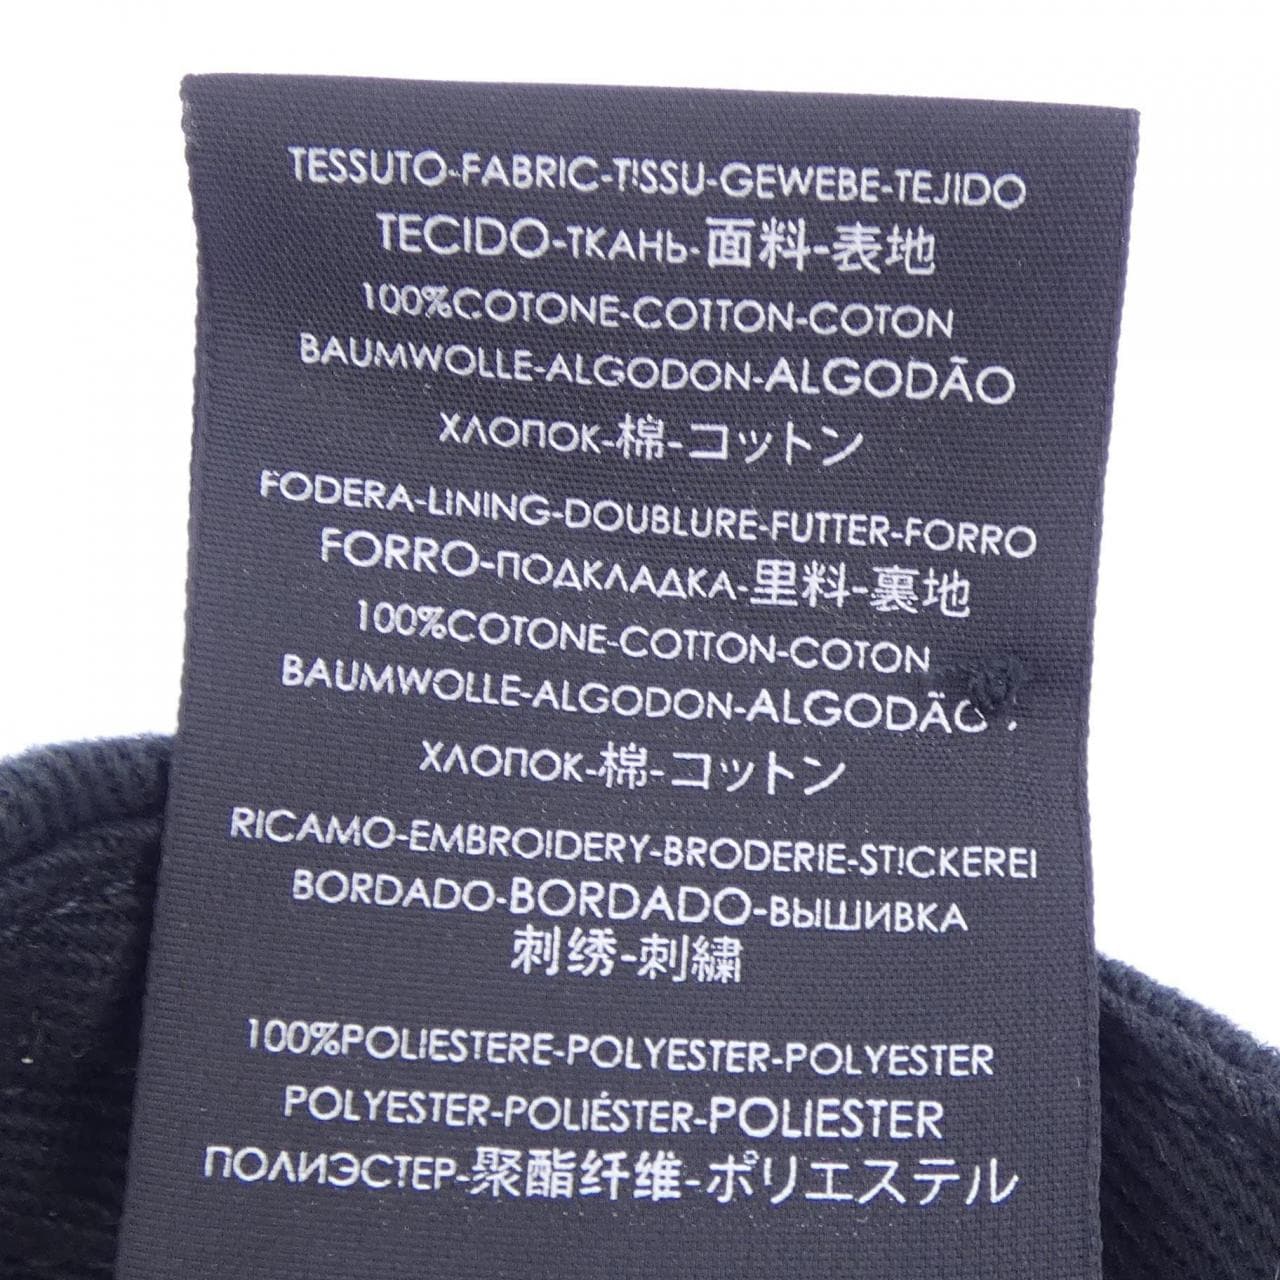 TESSUTO-FABRIC-TISSU-GEWEBE-TEJIDO
TECIDO-ТКАНЬ-面料-表地
100%COTONE-COTTON-COTON
BAUMWOLLE-ALGODON-ALGODÃO
ХЛОПОК-棉-コットン
FODERA-LINING-DOUBLURE-FUTTER-FORRO
FORRO-ПОДКЛАДКА-里料-裏地
100%COTONE-COTTON-COTON
BAUMWOLLE-ALGODON-ALGODÃO
ХЛОПОК-棉-コットン
RICAMO-EMBROIDERY-BRODERIE-STICKEREI
BORDADO-BORDADO-ВЫШИВКА
刺绣-刺繍
100%POLIESTERE-POLYESTER-POLYESTER
POLYESTER-POLIÉSTER-POLIESTER
ПОЛИЭСТЕР-聚酯纤维-ポリエステル